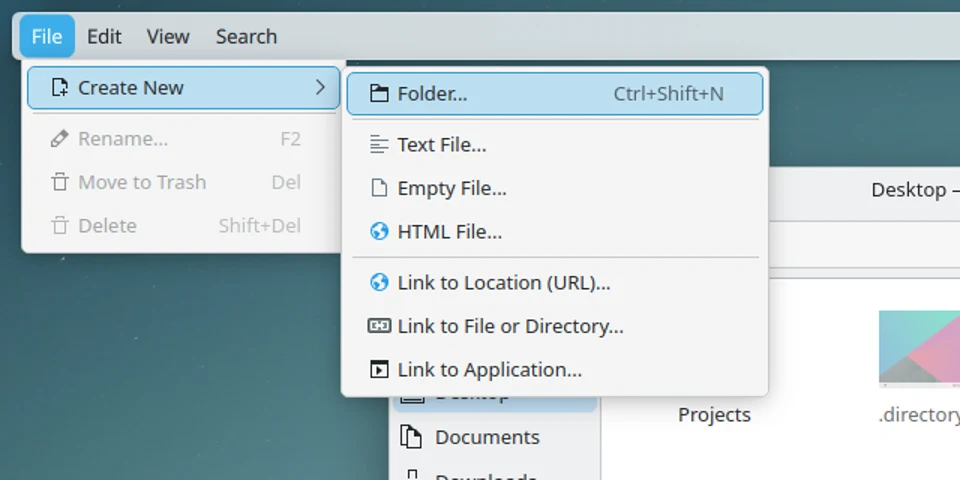 File Edit View Search
Create New
Rename... F2
Move to Trash Del
Delete Shift+Del
Folder... Ctrl+Shift+N
Text File...
Empty File...
HTML File...
Link to Location (URL)...
Link to File or Directory...
Link to Application...
Desktop –
Desktop
Documents
Downloads
Projects
.directory